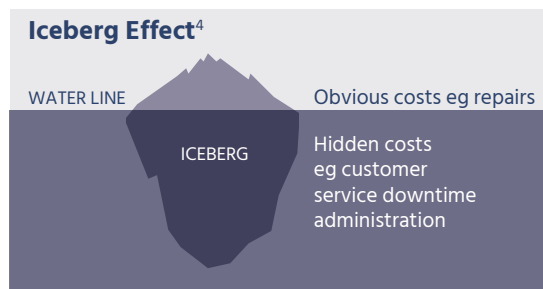 Iceberg Effect4
WATER LINE
Obvious costs eg repairs
ICEBERG
Hidden costs
eg customer
service downtime
administration